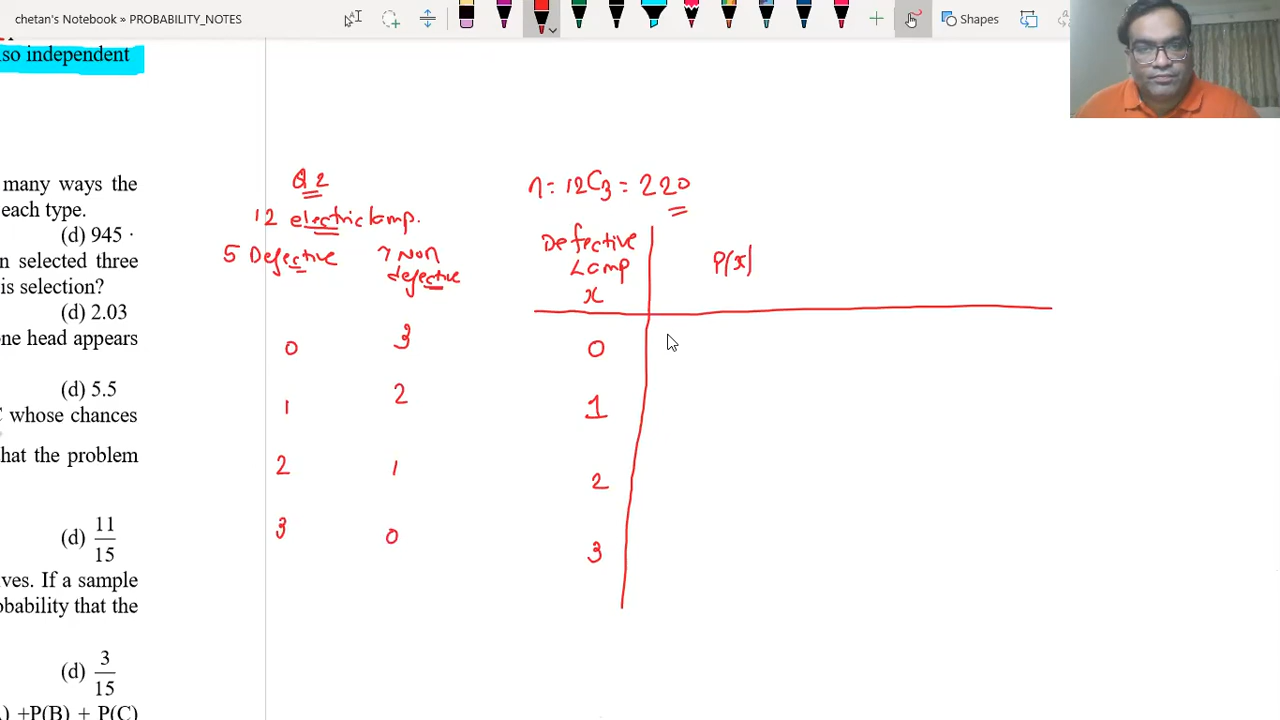 chetan's Notebook » PROBABILITY_NOTES
Shapes
so independent
many ways the
each type.
(d) 945 ·
n selected three
is selection?
(d) 2.03
one head appears
(d) 5.5
C whose chances
hat the problem
(d) 11/15
ves. If a sample
obability that the
(d) 3/15
) +P(B) + P(C)
Q2
12 electric lamp.
5 Defective 7 Non defective
0 3
1 2
2 1
3 0
n = 12C3 = 220
Defective Lamp x P(x)
0
1
2
3